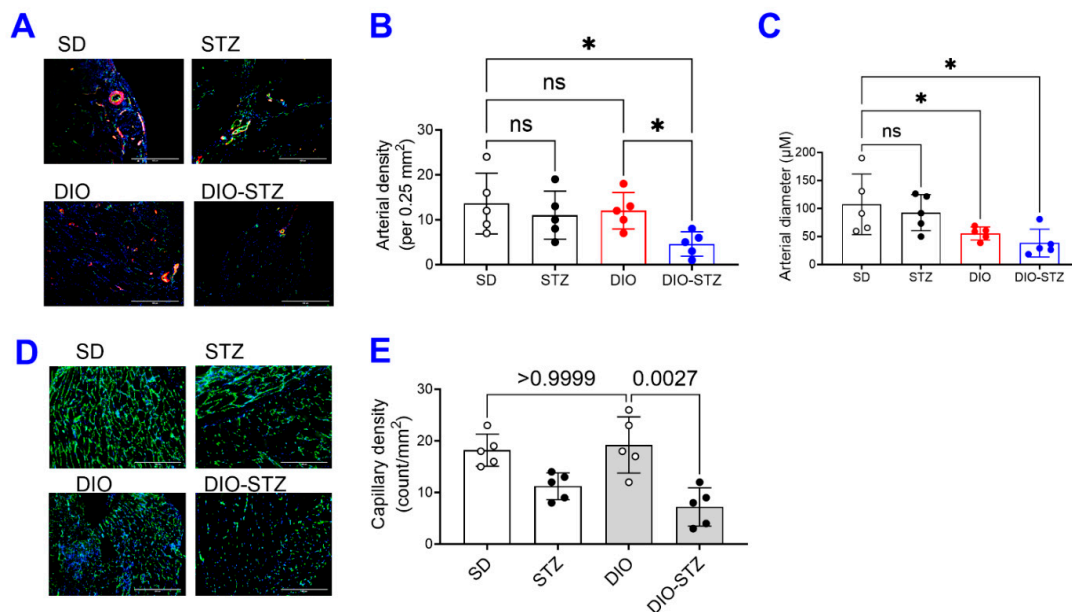 A
SD
STZ
DIO
DIO-STZ
B
*
ns
ns
*
Arterial density
(per 0.25 mm²)
30
20
10
0
SD
STZ
DIO
DIO-STZ
C
*
*
ns
Arterial diameter (µM)
200
150
100
50
0
SD
STZ
DIO
DIO-STZ
D
SD
STZ
DIO
DIO-STZ
E
>0.9999
0.0027
Capillary density
(count/mm²)
30
20
10
0
SD
STZ
DIO
DIO-STZ